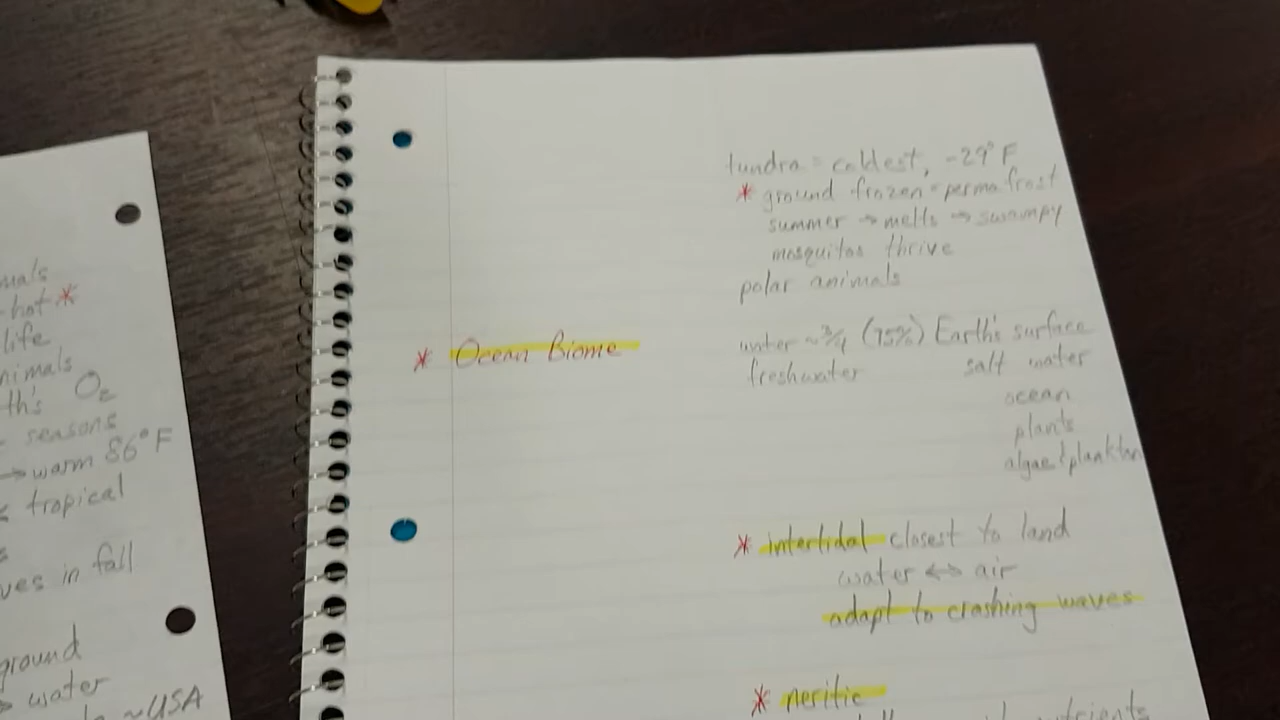 mals
hot *
life
nimals
th's O₂
seasons
→ warm 86°F
tropical
ves in fall
ground
water
~USA
tundra = coldest, -29°F
* ground frozen = permafrost
summer → melts → swampy
mosquitos thrive
polar animals
* Ocean Biome
water ~ 3/4 (75%) Earth's surface
freshwater salt water
ocean
plants
algae & plankton
* intertidal closest to land
water ↔ air
adapt to crashing waves
* neritic